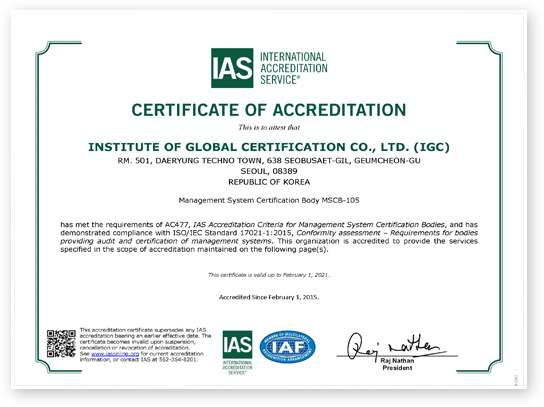 IAS INTERNATIONAL
ACCREDITATION
SERVICE®
CERTIFICATE OF ACCREDITATION
This is to attest that
INSTITUTE OF GLOBAL CERTIFICATION CO., LTD. (IGC)
RM. 501, DAERYUNG TECHNO TOWN, 638 SEOBUSAET-GIL, GEUMCHEON-GU
SEOUL, 08389
REPUBLIC OF KOREA
Management System Certification Body MSCB-105
has met the requirements of AC477, IAS Accreditation Criteria for Management System Certification Bodies, and has
demonstrated compliance with ISO/IEC Standard 17021-1:2015, Conformity assessment – Requirements for bodies
providing audit and certification of management systems. This organization is accredited to provide the services
specified in the scope of accreditation maintained on the following page(s).
This certificate is valid up to February 1, 2021.
Accredited Since February 1, 2015.
This accreditation certificate supersedes any IAS
accreditation bearing an earlier effective date. The
certificate becomes invalid upon suspension,
cancellation or revocation of accreditation.
See www.iasonline.org for current accreditation
information, or contact IAS at 562-364-8201.
IAS
INTERNATIONAL
ACCREDITATION
SERVICE®
MEMBER OF MULTILATERAL
IAF
RECOGNITION ARRANGEMENT
Raj Nathan
Raj Nathan
President